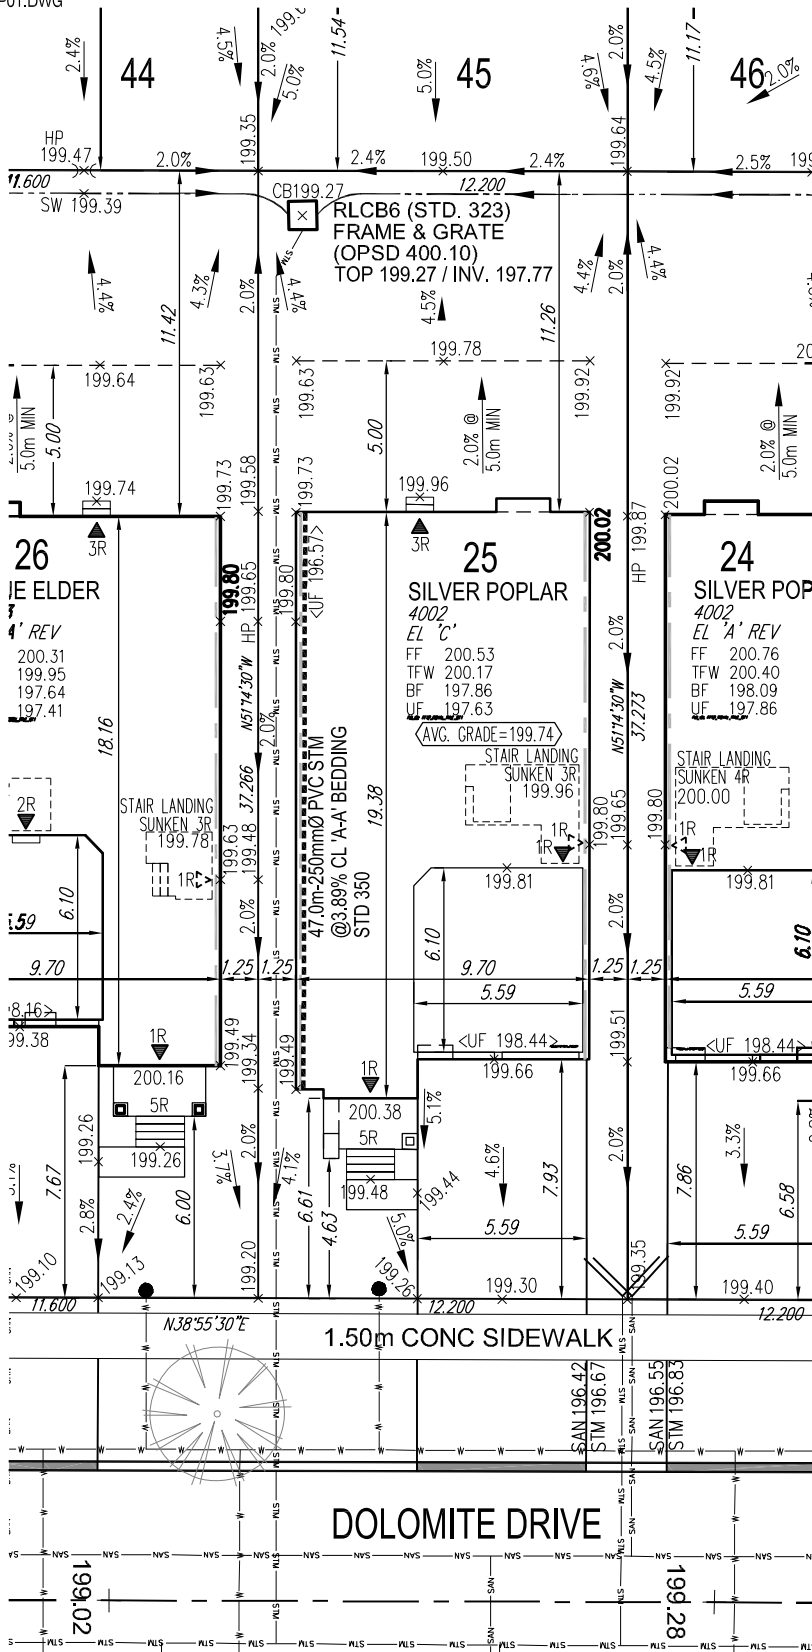 P01.DWG
2.4%
44
4.5%
2.0%
5.0%
11.54
5.0%
45
4.6%
2.0%
4.5%
11.17
46
2.0%
HP
199.47
2.0%
199.35
2.4%
199.50
2.4%
199.64
2.5%
11.600
SW 199.39
CB199.27
12.200
RLCB6 (STD. 323)
FRAME & GRATE
(OPSD 400.10)
TOP 199.27 / INV. 197.77
STM
4.4%
4.3%
2.0%
4.4%
4.5%
4.4%
2.0%
4.4%
11.42
11.26
199.64
199.63
199.63
199.78
199.92
199.92
5.0m MIN
5.00
5.00
2.0% @
5.0m MIN
2.0% @
5.0m MIN
199.74
199.73
199.58
199.73
199.96
200.02
199.87
HP
200.02
3R
3R
26
25
24
SILVER POPLAR
SILVER POP
NE ELDER
4002
EL 'C'
FF 200.53
TFW 200.17
BF 197.86
UF 197.63
AVG. GRADE=199.74
4002
EL 'A' REV
FF 200.76
TFW 200.40
BF 198.09
UF 197.86
'A' REV
200.31
199.95
197.64
197.41
199.80
HP 199.65
199.80
<UF 196.57>
N51°14'30"W
37.266
2.0%
N51°14'30"W
37.273
2.0%
18.16
19.38
47.0m-250mmØ PVC STM
@3.89% CL 'A-A' BEDDING
STD 350
STAIR LANDING
SUNKEN 3R
199.78
1R
2R
STAIR LANDING
SUNKEN 3R
199.96
1R
1R
STAIR LANDING
SUNKEN 4R
200.00
1R
1R
199.63
199.48
199.80
199.65
199.80
199.81
199.81
2.0%
2.0%
6.10
5.59
9.70
1.25
1.25
6.10
9.70
5.59
1.25
1.25
6.10
5.59
8.16>
199.38
<UF 198.44>
<UF 198.44>
199.49
199.34
199.49
199.51
199.66
199.66
1R
200.16
5R
199.26
199.26
1R
200.38
5R
199.48
199.44
5.1%
7.67
2.8%
2.4%
6.00
3.7%
2.0%
4.1%
6.61
4.63
5.0%
4.6%
7.93
5.59
2.0%
7.86
3.3%
6.58
5.59
199.10
199.13
199.20
199.26
199.30
199.35
199.40
11.600
N38°55'30"E
12.200
12.200
1.50m CONC SIDEWALK
SAN 196.42
STM 196.67
SAN 196.55
STM 196.83
DOLOMITE DRIVE
199.02
199.28